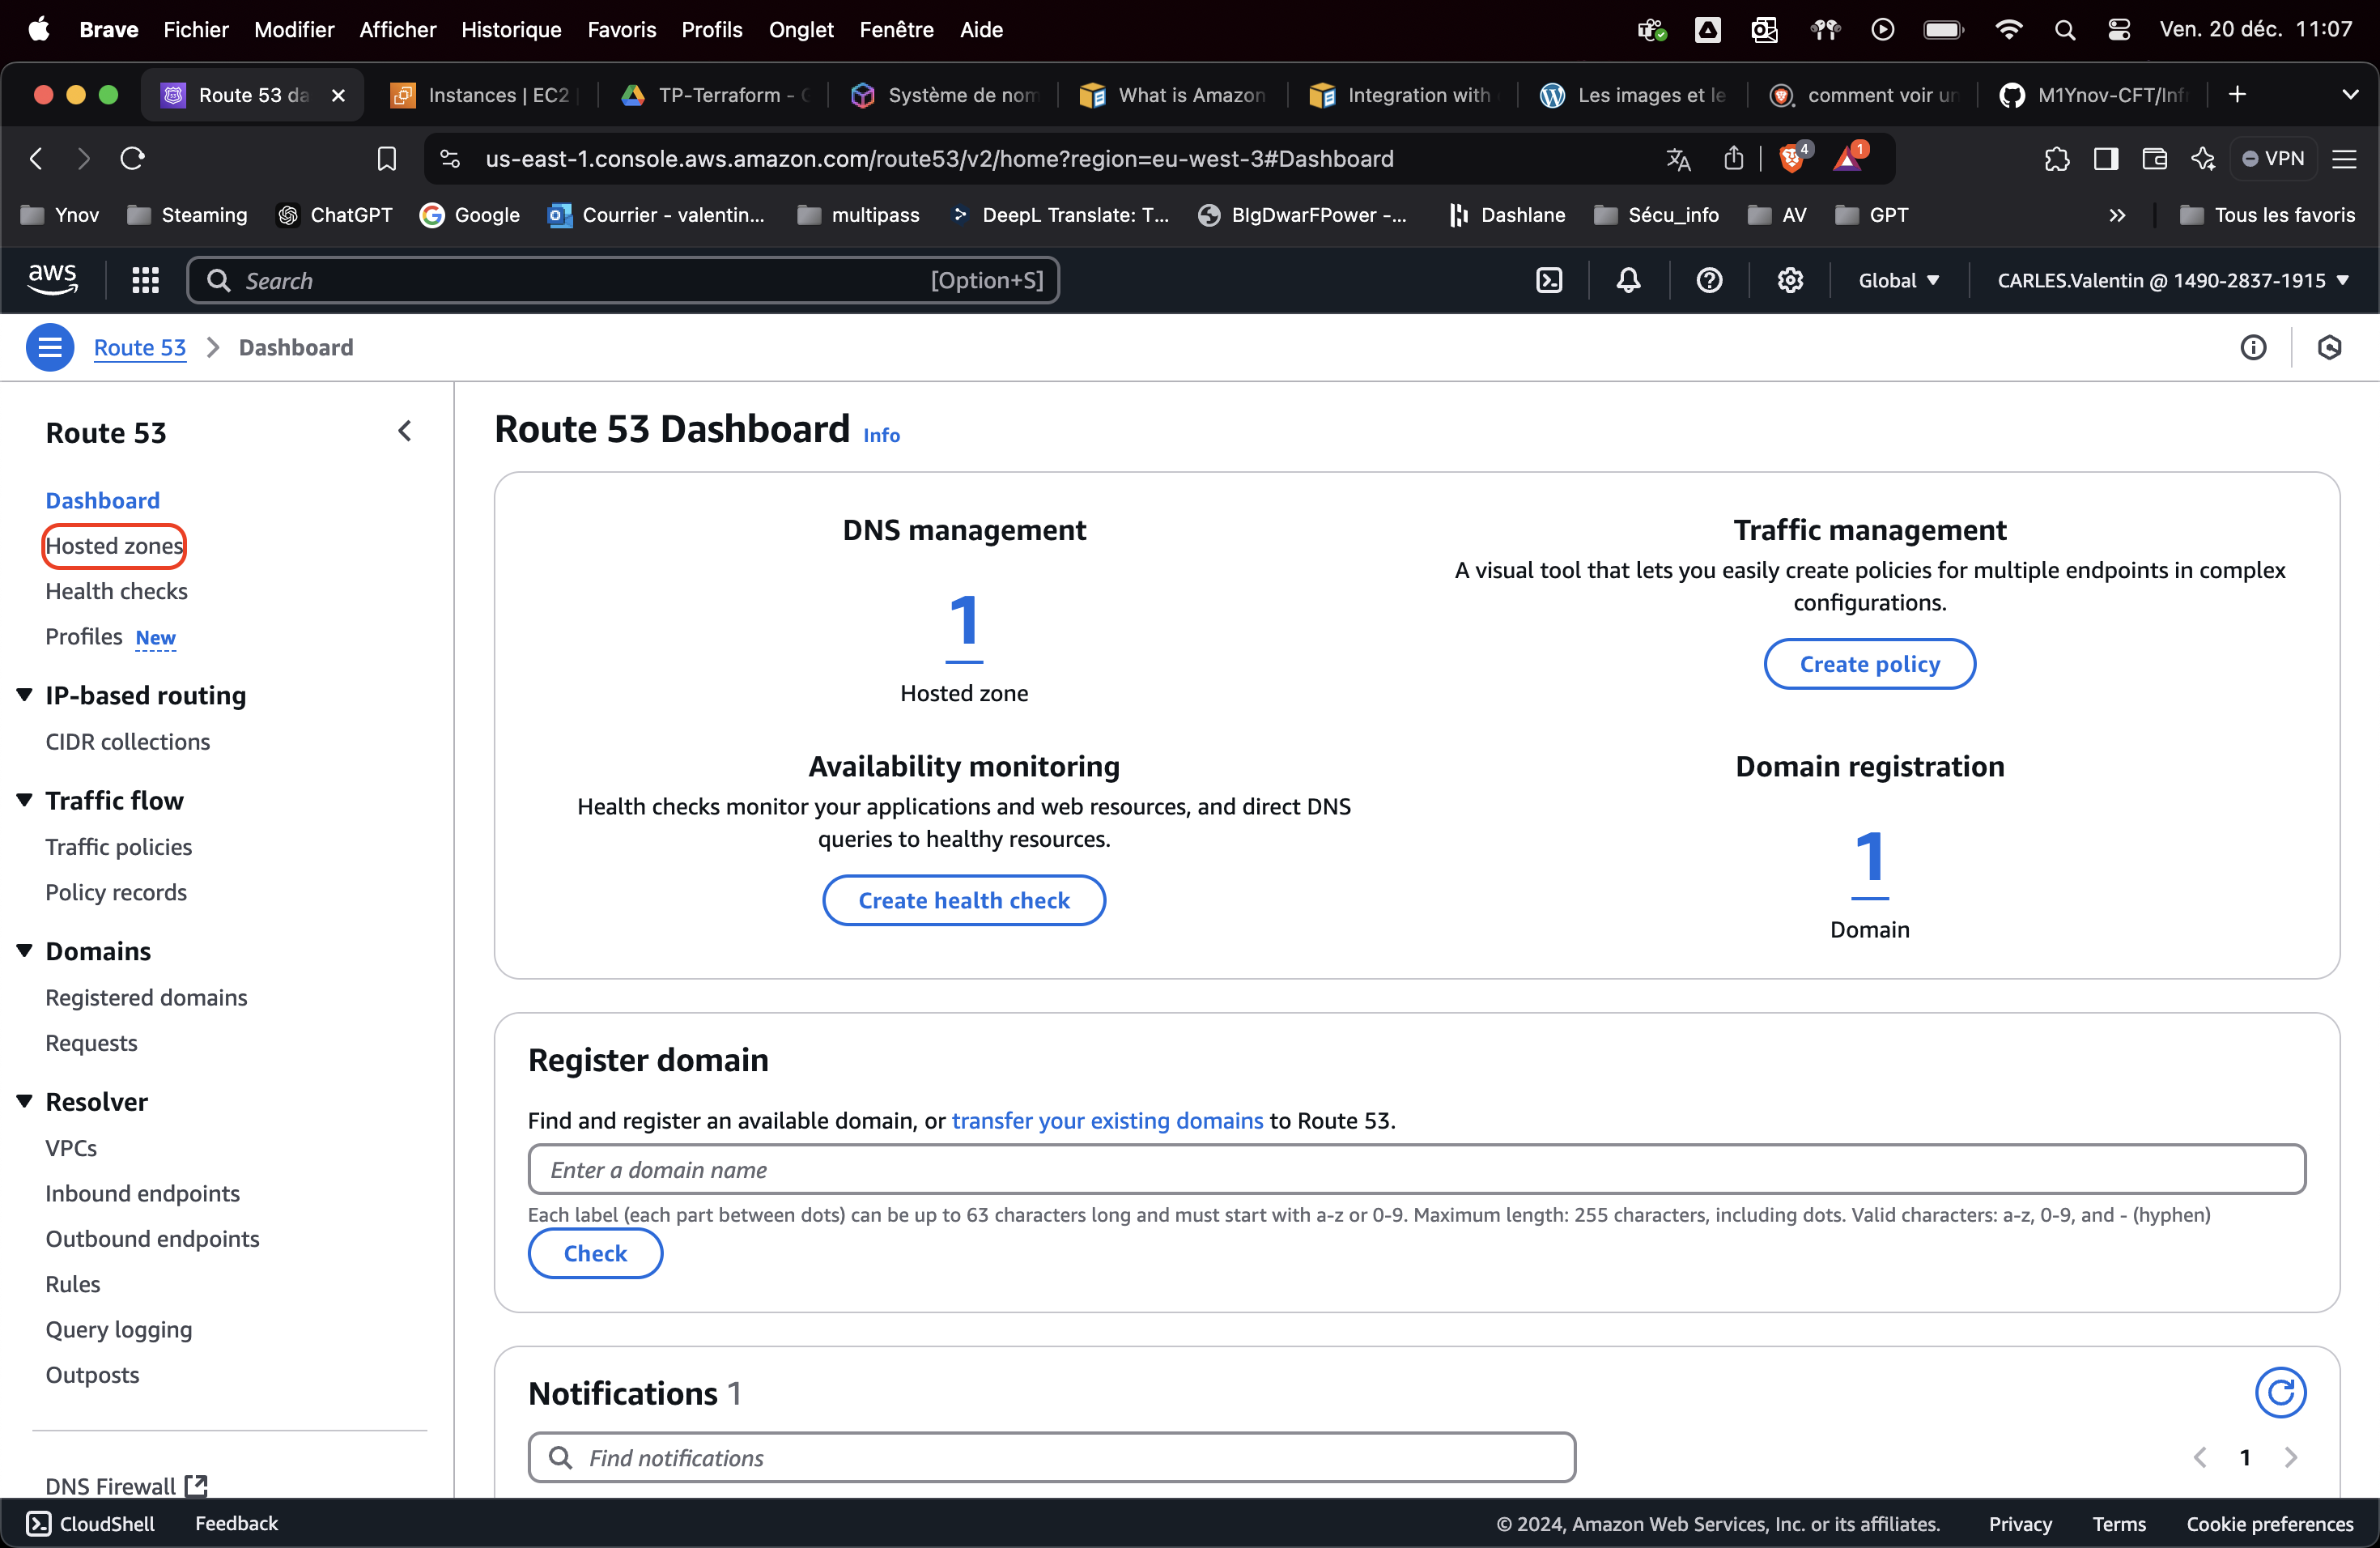 Brave Fichier Modifier Afficher Historique Favoris Profils Onglet Fenêtre Aide Ven. 20 déc. 11:07
Route 53 da Instances | EC2 TP-Terraform - Système de nom What is Amazon Integration with Les images et le comment voir un M1Ynov-CFT/Inf
us-east-1.console.aws.amazon.com/route53/v2/home?region=eu-west-3#Dashboard 4 1 VPN
Ynov Steaming ChatGPT Google Courrier - valentin... multipass DeepL Translate: T... BIgDwarFPower -... Dashlane Sécu_info AV GPT » Tous les favoris
aws Search [Option+S] Global CARLES.Valentin @ 1490-2837-1915
Route 53 Dashboard
Route 53
Dashboard
Hosted zones
Health checks
Profiles New
IP-based routing
CIDR collections
Traffic flow
Traffic policies
Policy records
Domains
Registered domains
Requests
Resolver
VPCs
Inbound endpoints
Outbound endpoints
Rules
Query logging
Outposts
DNS Firewall
Route 53 Dashboard Info
DNS management
1
Hosted zone
Traffic management
A visual tool that lets you easily create policies for multiple endpoints in complex
configurations.
Create policy
Availability monitoring
Health checks monitor your applications and web resources, and direct DNS
queries to healthy resources.
Create health check
Domain registration
1
Domain
Register domain
Find and register an available domain, or transfer your existing domains to Route 53.
Enter a domain name
Each label (each part between dots) can be up to 63 characters long and must start with a-z or 0-9. Maximum length: 255 characters, including dots. Valid characters: a-z, 0-9, and - (hyphen)
Check
Notifications 1
Find notifications
1
CloudShell Feedback © 2024, Amazon Web Services, Inc. or its affiliates. Privacy Terms Cookie preferences